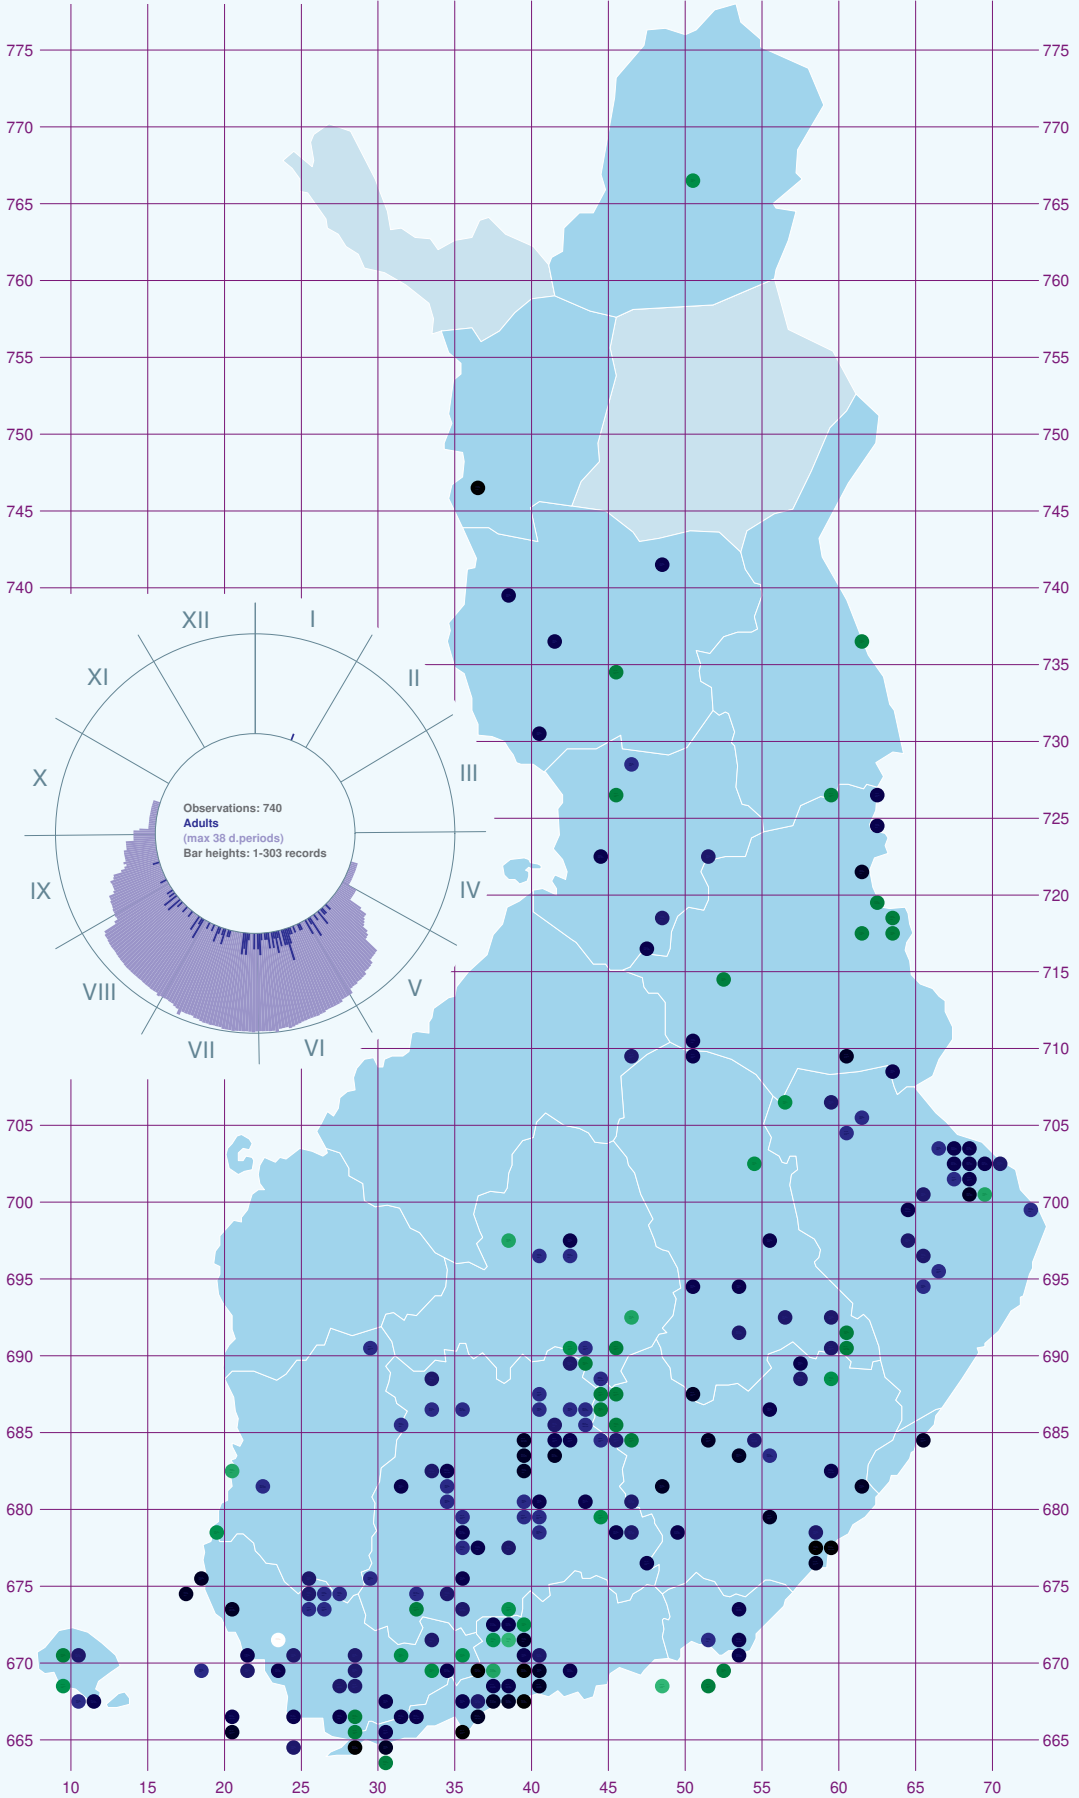 775 775
770 770
765 765
760 760
755 755
750 750
745 745
740 740
XII I
XI II
735 735
730 730
X III
Observations: 740
Adults
(max 38 d.periods)
Bar heights: 1-303 records
725 725
IX IV
720 720
VIII V
715 715
VII VI
710 710
705 705
700 700
695 695
690 690
685 685
680 680
675 675
670 670
665 665
10 15 20 25 30 35 40 45 50 55 60 65 70